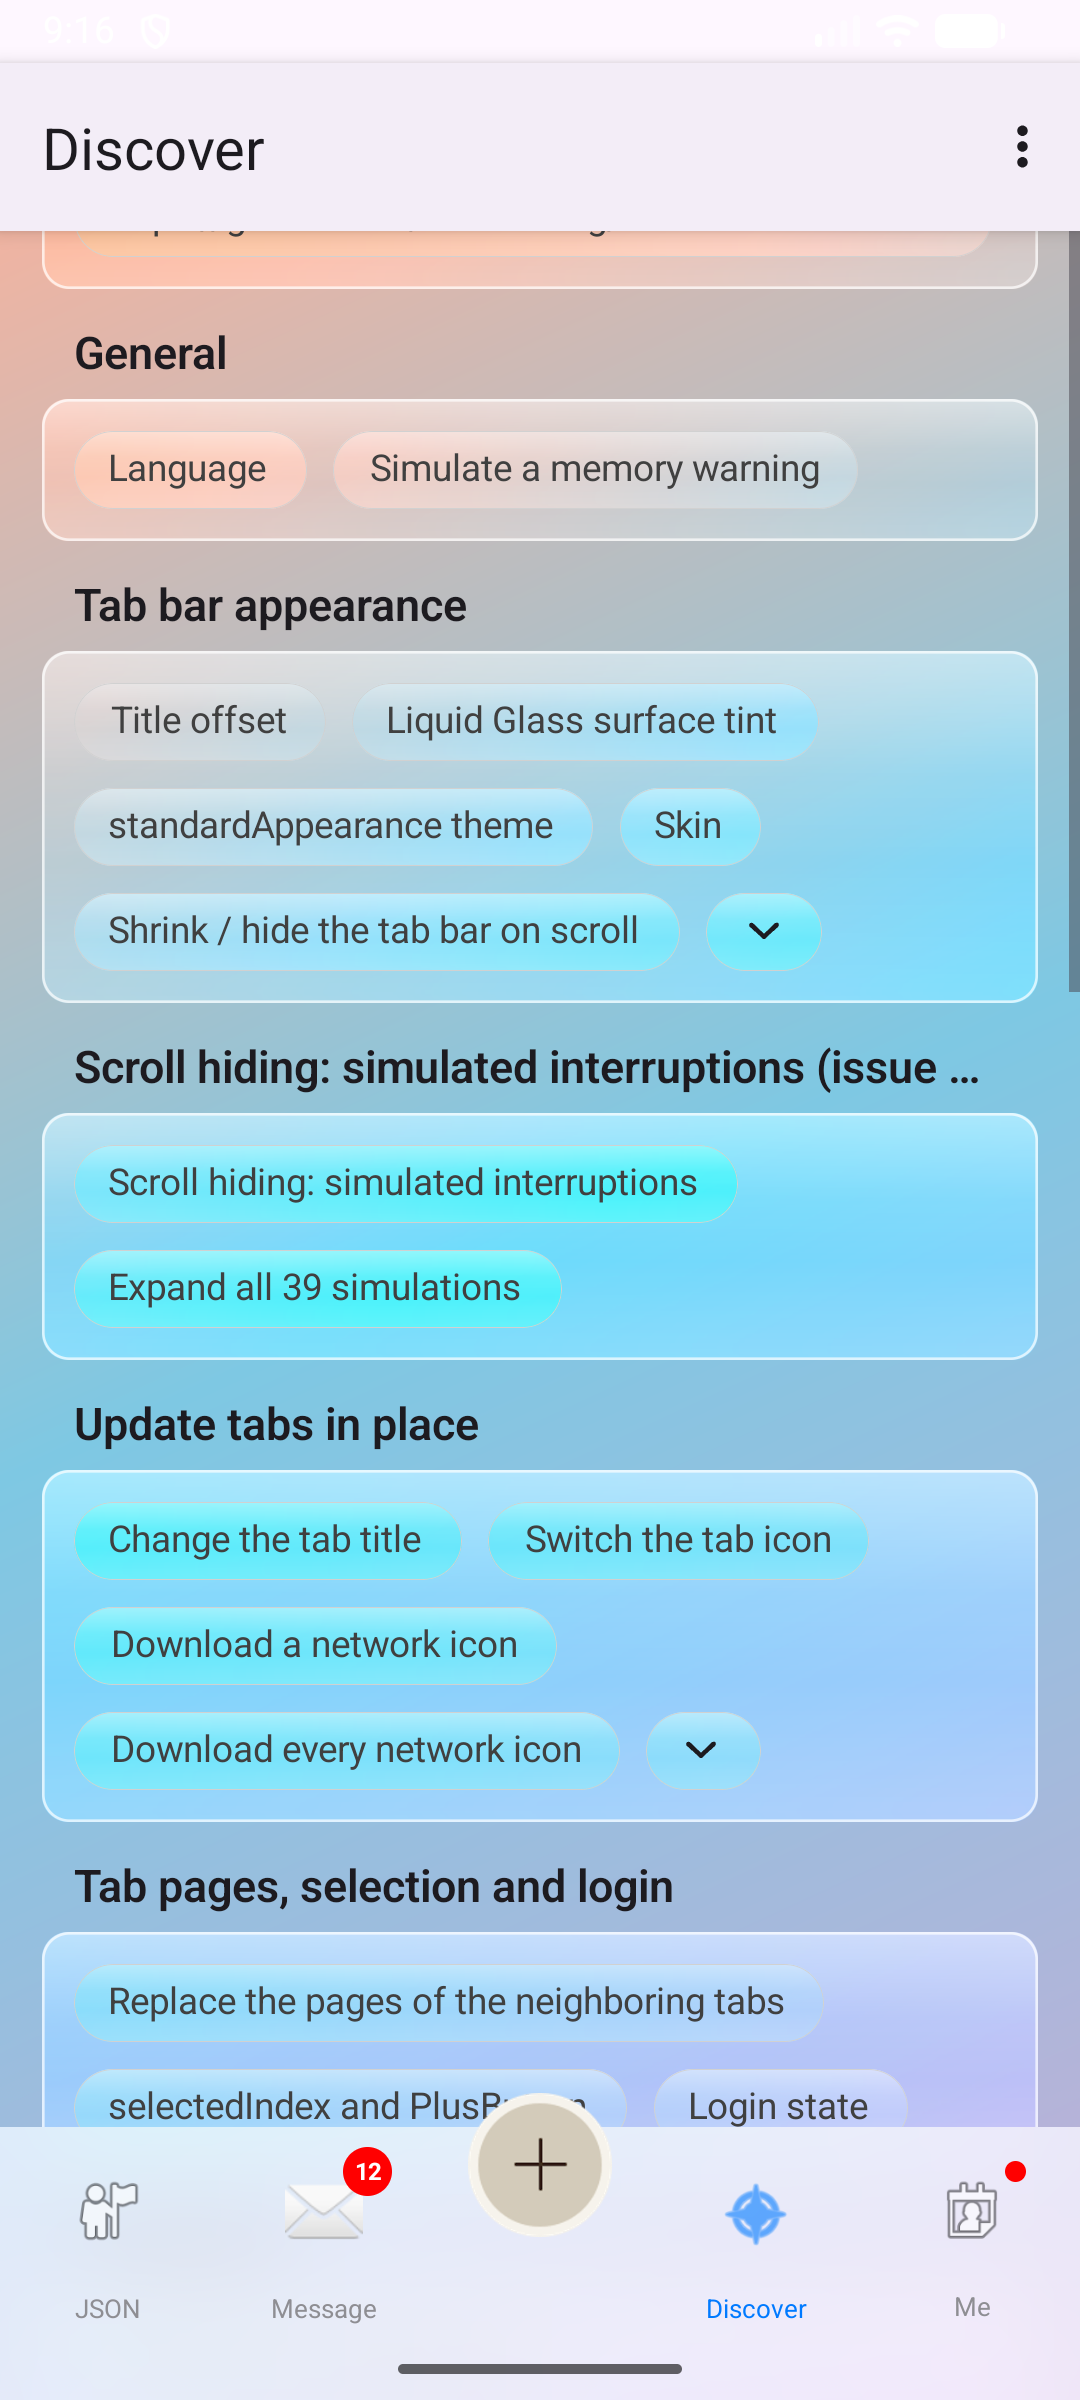 9:16
Discover
General
Language
Simulate a memory warning
Tab bar appearance
Title offset
Liquid Glass surface tint
standardAppearance theme
Skin
Shrink / hide the tab bar on scroll
Scroll hiding: simulated interruptions (issue ...
Scroll hiding: simulated interruptions
Expand all 39 simulations
Update tabs in place
Change the tab title
Switch the tab icon
Download a network icon
Download every network icon
Tab pages, selection and login
Replace the pages of the neighboring tabs
selectedIndex and
Login state
12
JSON
Message
Discover
Me